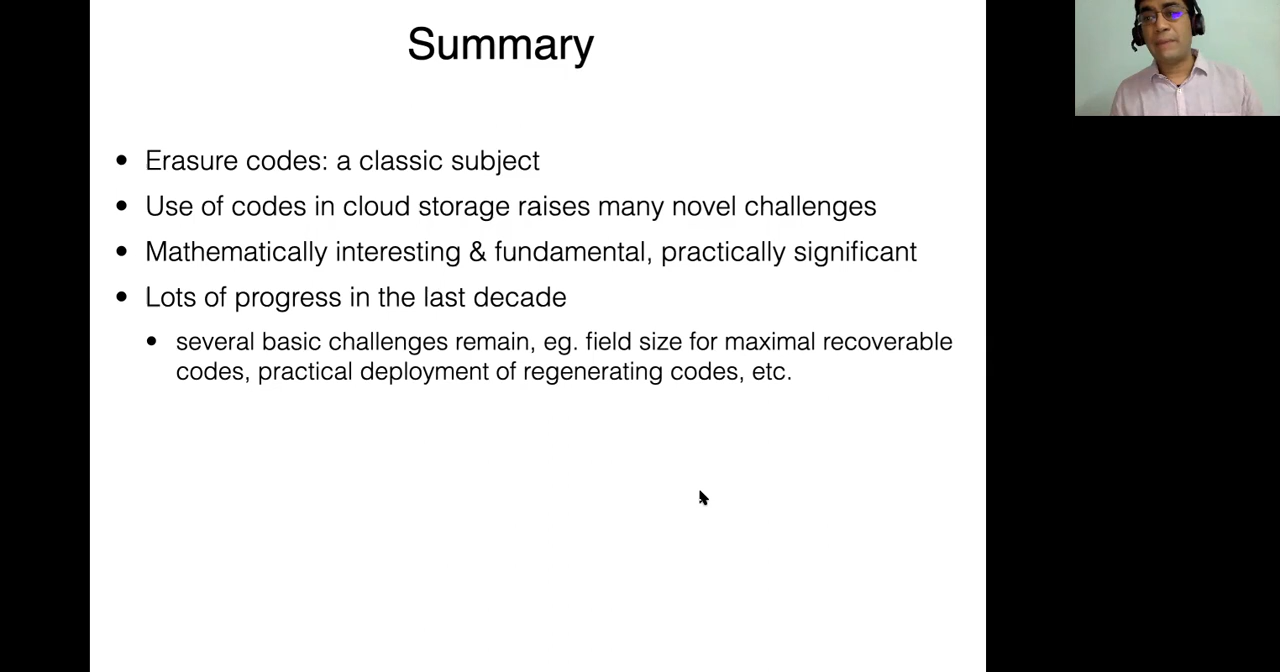 Summary
• Erasure codes: a classic subject
• Use of codes in cloud storage raises many novel challenges
• Mathematically interesting & fundamental, practically significant
• Lots of progress in the last decade
• several basic challenges remain, eg. field size for maximal recoverable
codes, practical deployment of regenerating codes, etc.